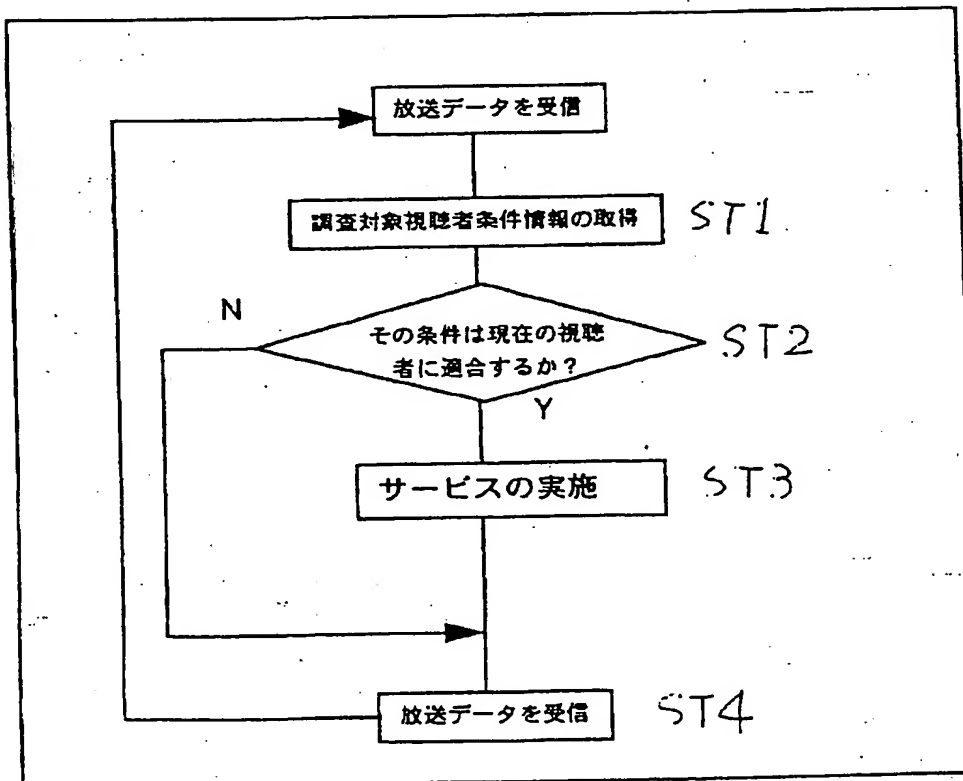 放送データを受信
調査対象視聴者条件情報の取得 ST1
N
その条件は現在の視聴
者に適合するか？ ST2
Y
サービスの実施 ST3
放送データを受信 ST4